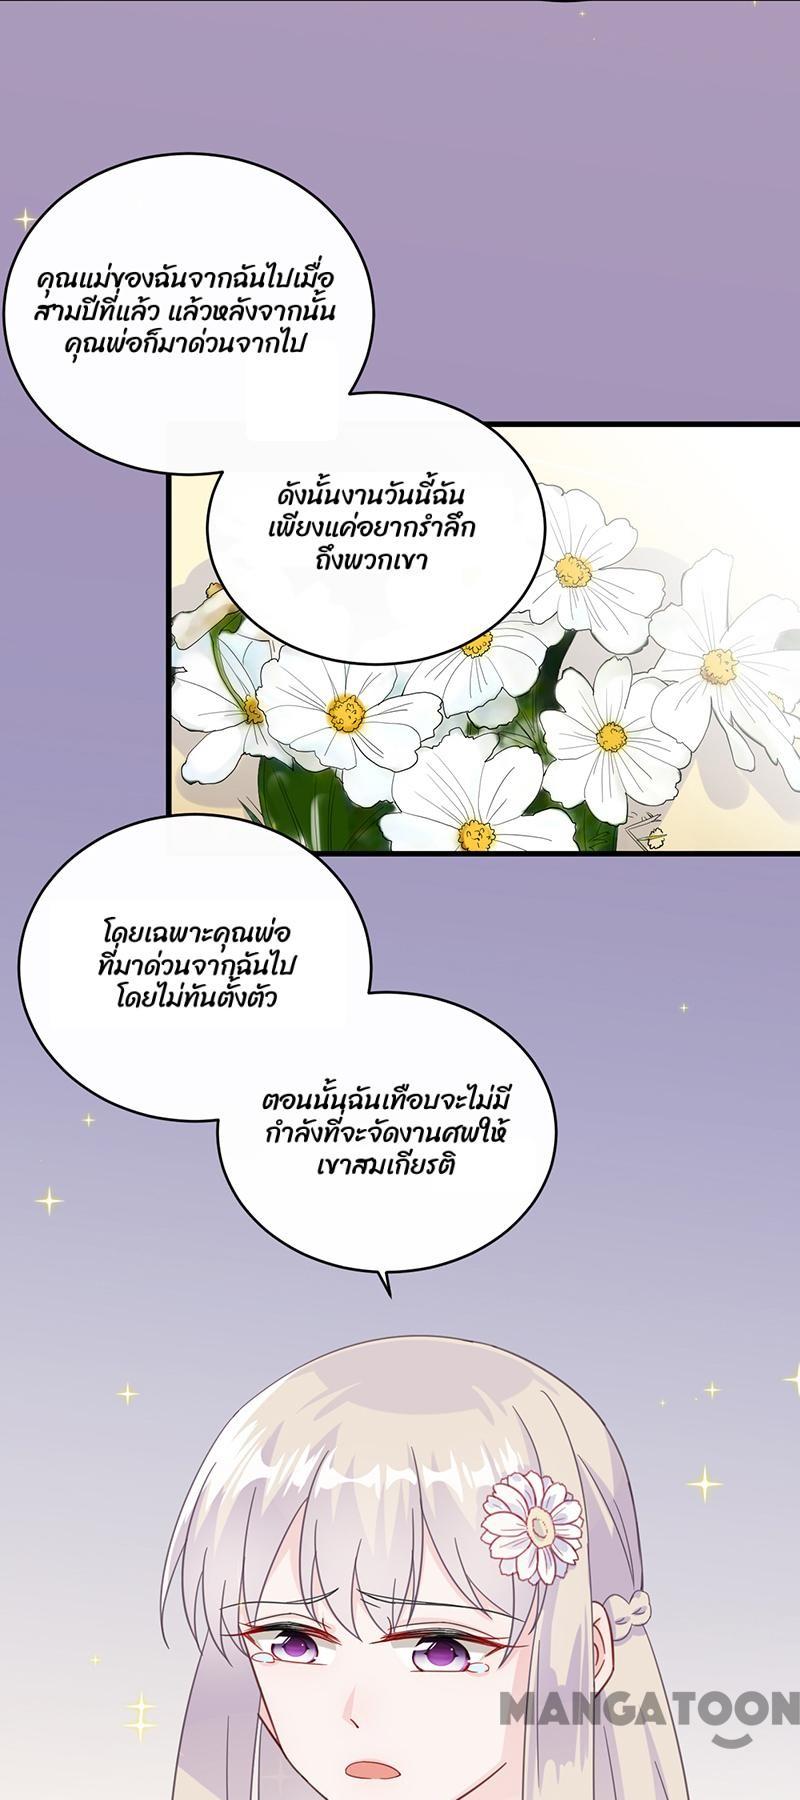 คุณแม่ของฉันจากฉันไปเมื่อ
สามปีที่แล้ว แล้วหลังจากนั้น
คุณพ่อก็มาด่วนจากไป
ดังนั้นงานวันนี้ฉัน
เพียงแค่อยากรำลึก
ถึงพวกเขา
โดยเฉพาะคุณพ่อ
ที่มาด่วนจากฉันไป
โดยไม่ทันตั้งตัว
ตอนนั้นฉันเทือบจะไม่มี
กำลังที่จะจัดงานศพให้
เขาสมเกียรติ
MANGATOON